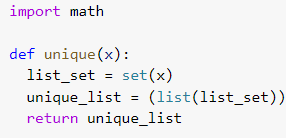 import math

def unique(x):
  list_set = set(x)
  unique_list = (list(list_set))
  return unique_list